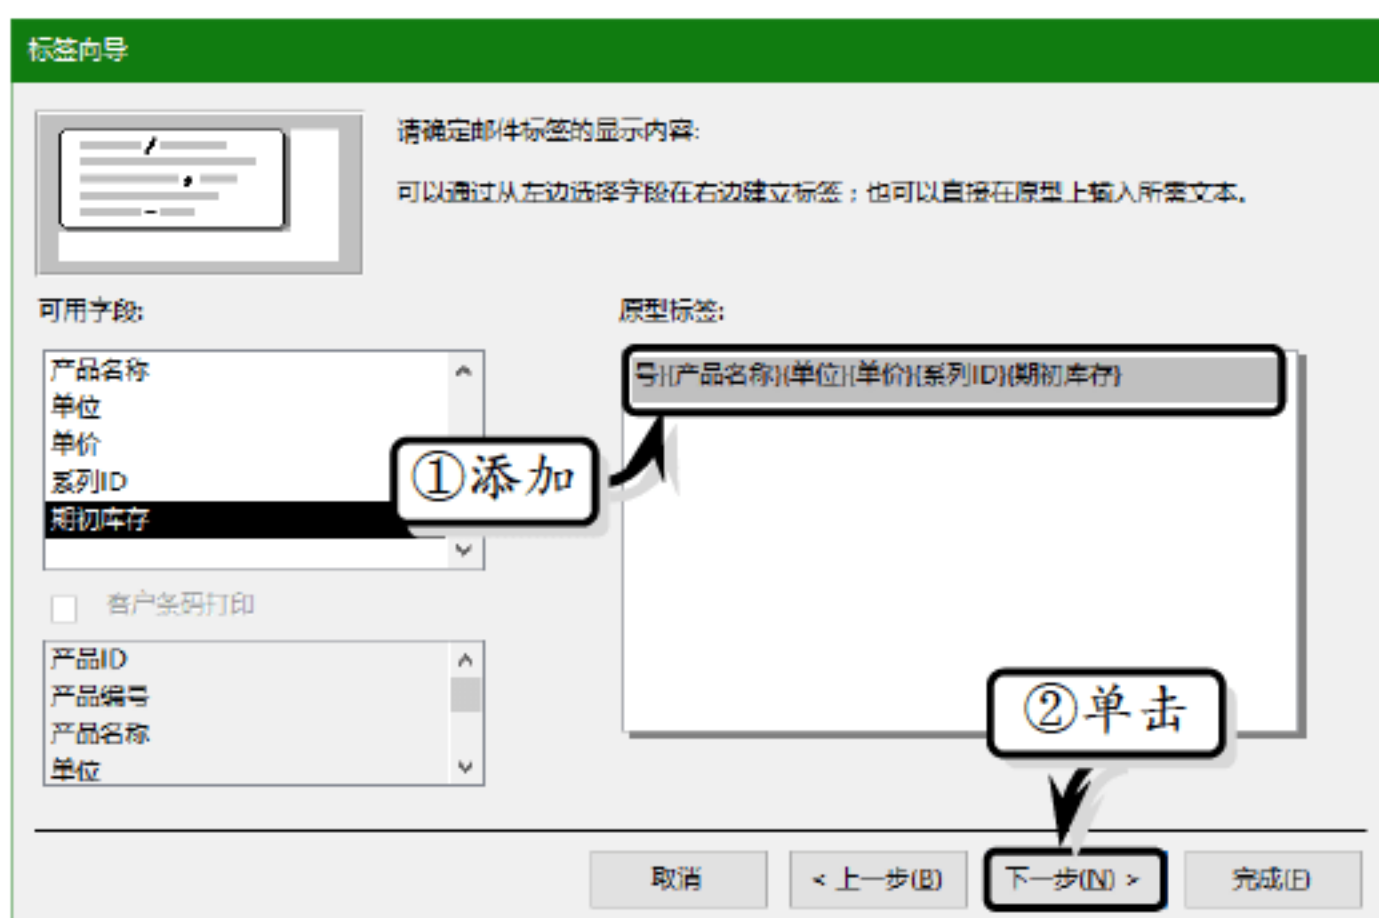 标签向导
请确定邮件标签的显示内容:
可以通过从左边选择字段在右边建立标签；也可以直接在原型上输入所需文本。
可用字段:
原型标签:
产品名称
单位
单价
系列ID
期初库存
号}{产品名称}{单位}{单价}{系列ID}{期初库存}
①添加
客户条码打印
产品ID
产品编号
产品名称
单位
②单击
取消
< 上一步(B)
下一步(N) >
完成(F)